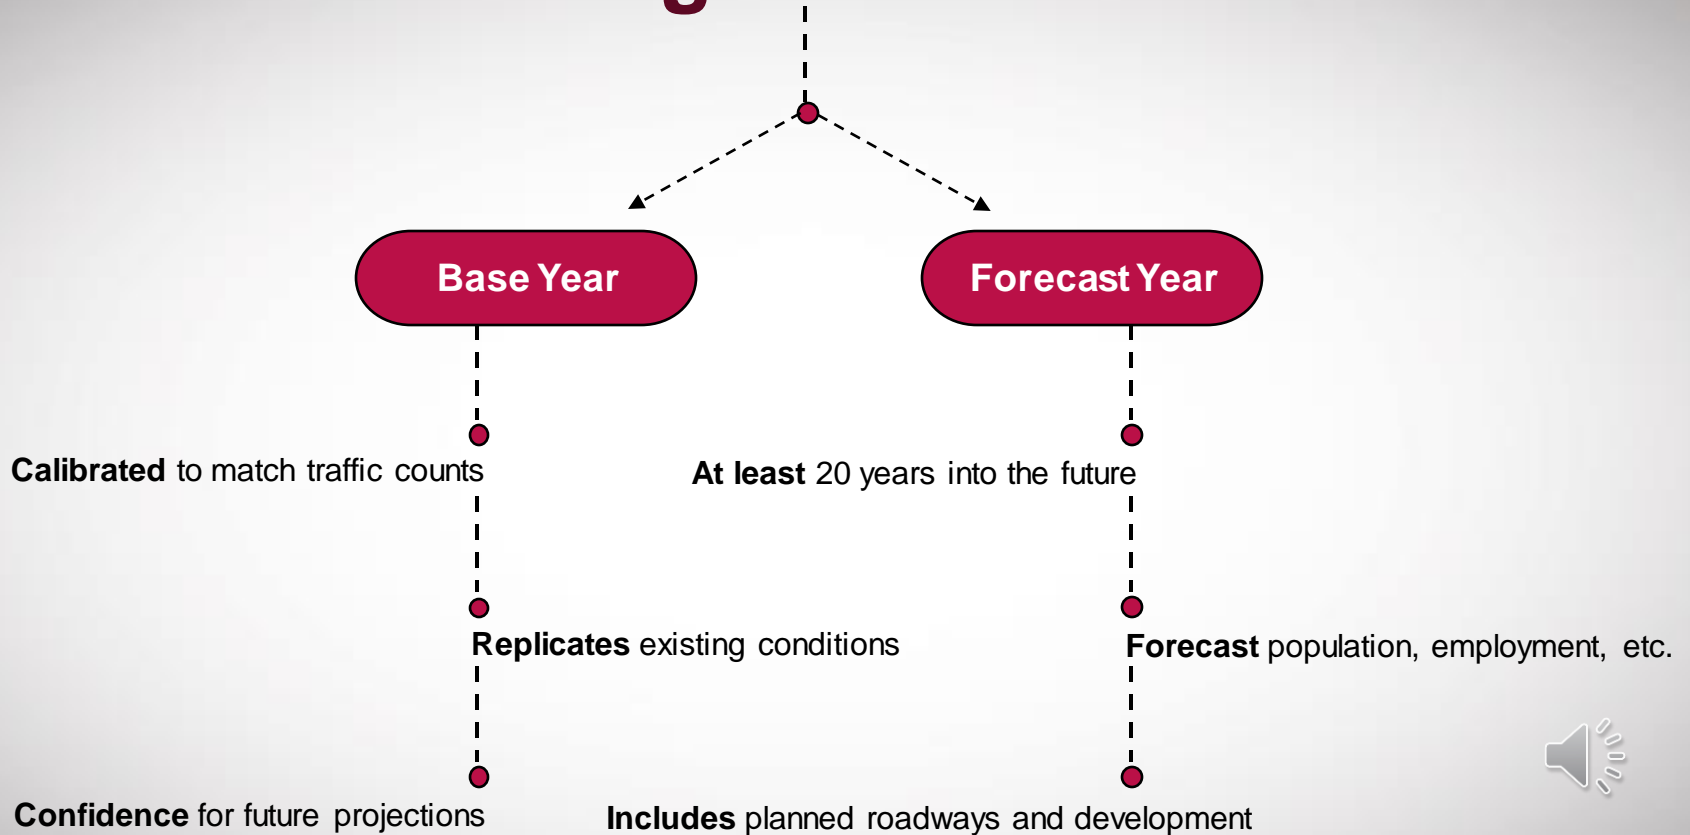 Base Year
Calibrated to match traffic counts
Replicates existing conditions
Confidence for future projections
Forecast Year
At least 20 years into the future
Forecast population, employment, etc.
Includes planned roadways and development